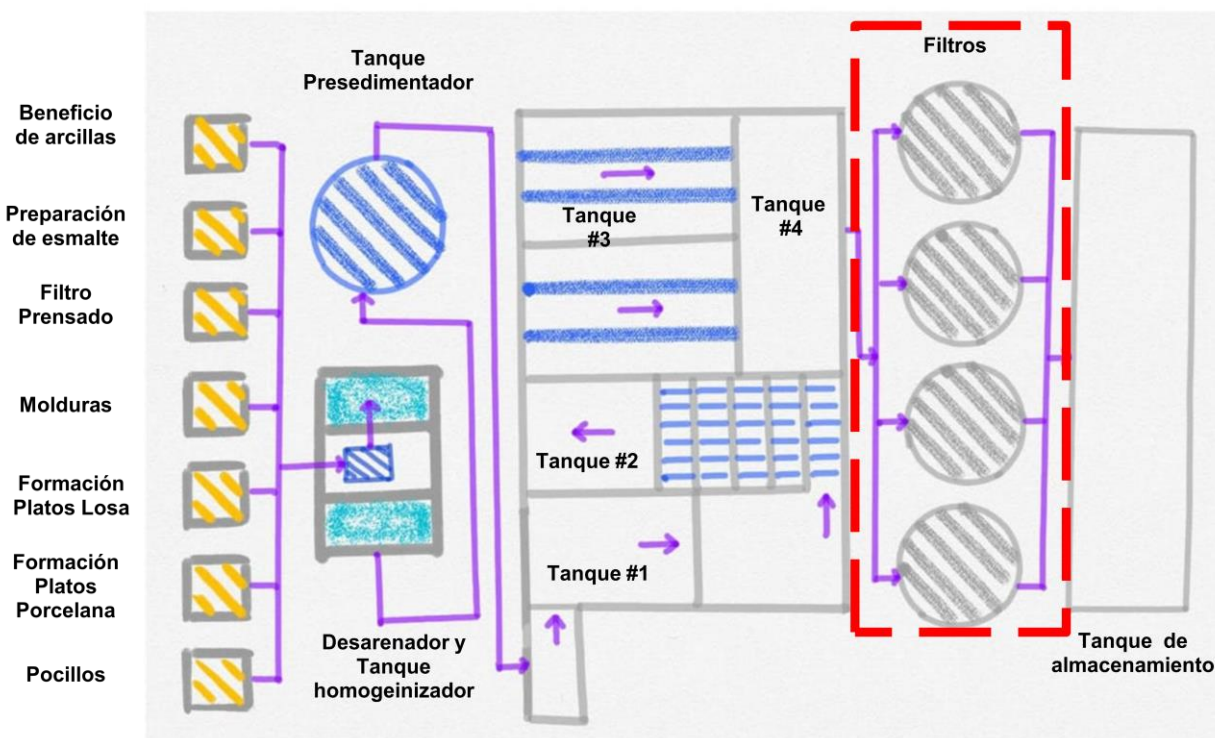 Beneficio
de arcillas
Preparación
de esmalte
Filtro
Prensado
Molduras
Formación
Platos Losa
Formación
Platos
Porcelana
Pocillos
Tanque
Presedimentador
Desarenador y
Tanque
homogeinizador
Tanque
#3
Tanque
#4
Tanque #2
Tanque #1
Filtros
Tanque de
almacenamiento